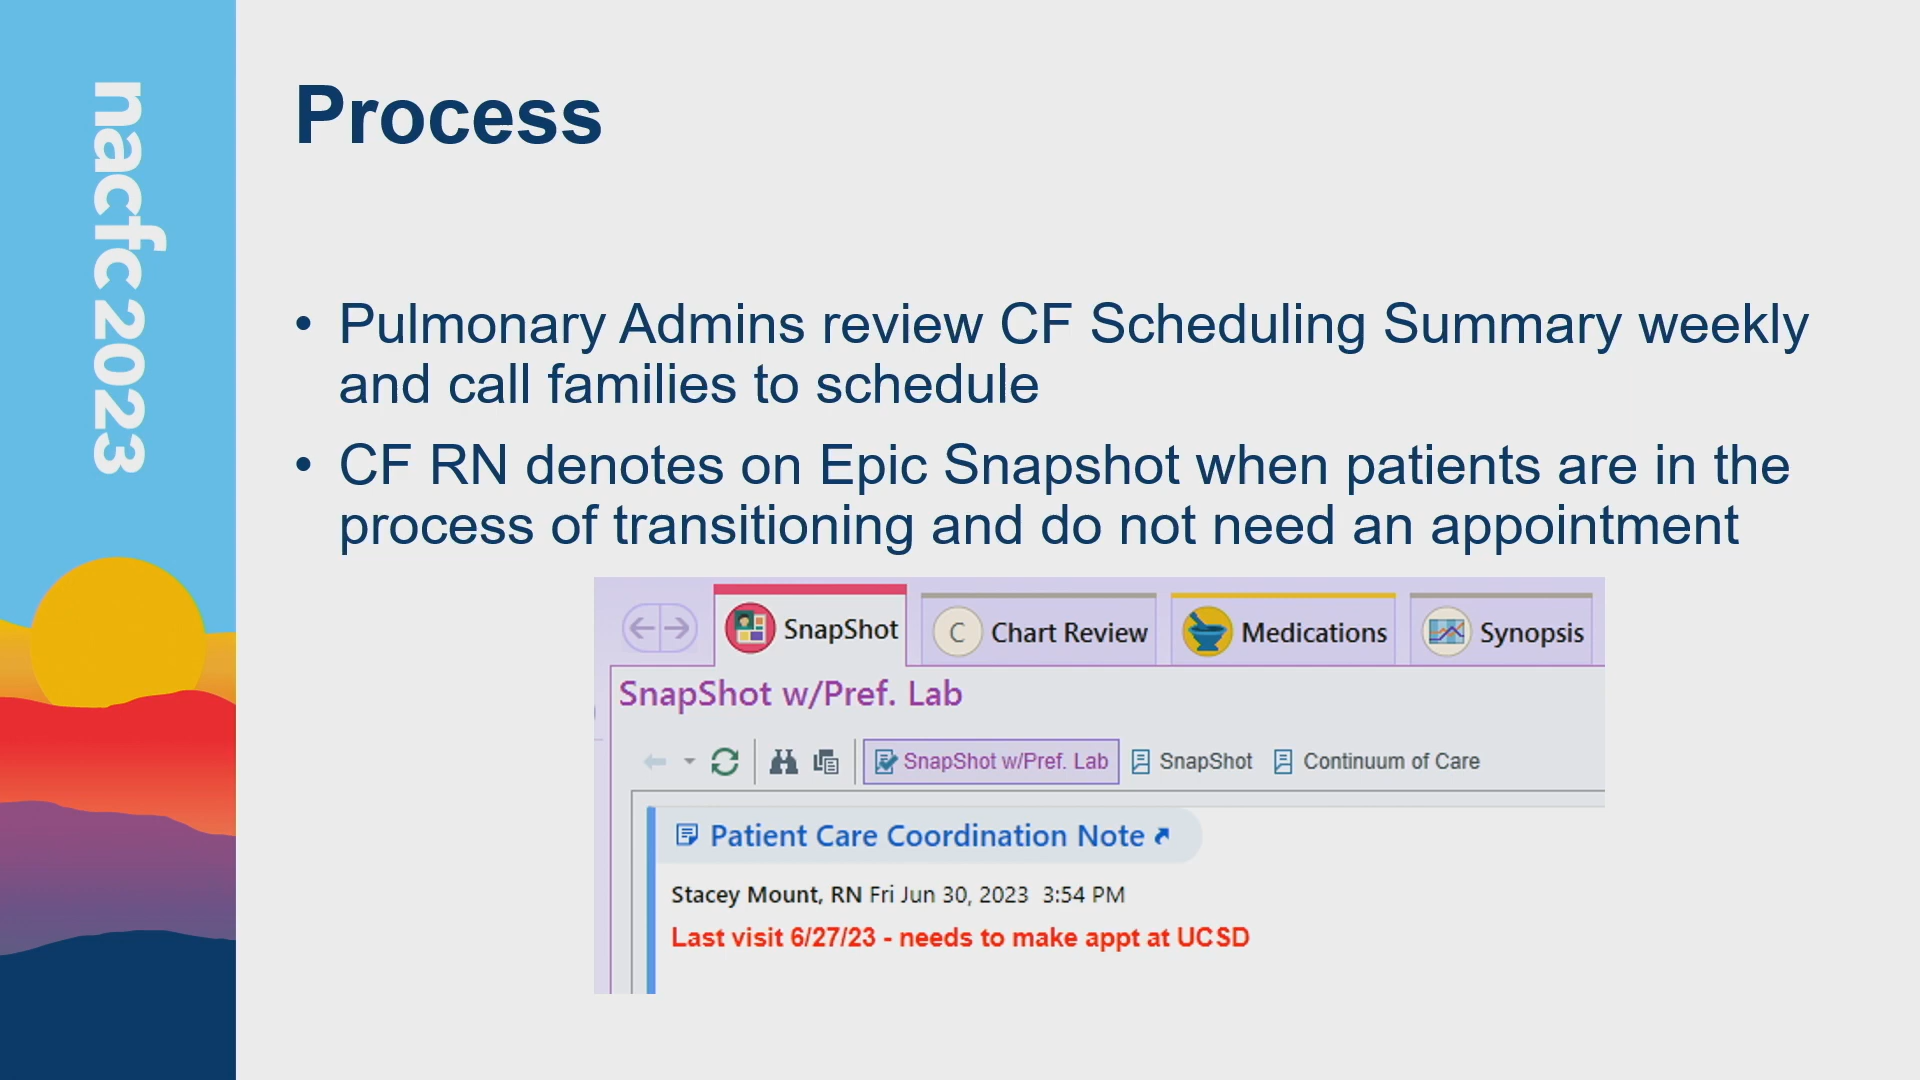 nacfc 2023
Process
• Pulmonary Admins review CF Scheduling Summary weekly
and call families to schedule
• CF RN denotes on Epic Snapshot when patients are in the
process of transitioning and do not need an appointment
SnapShot
C Chart Review
Medications
Synopsis
SnapShot w/Pref. Lab
SnapShot w/Pref. Lab SnapShot Continuum of Care
Patient Care Coordination Note
Stacey Mount, RN Fri Jun 30, 2023 3:54 PM
Last visit 6/27/23 - needs to make appt at UCSD